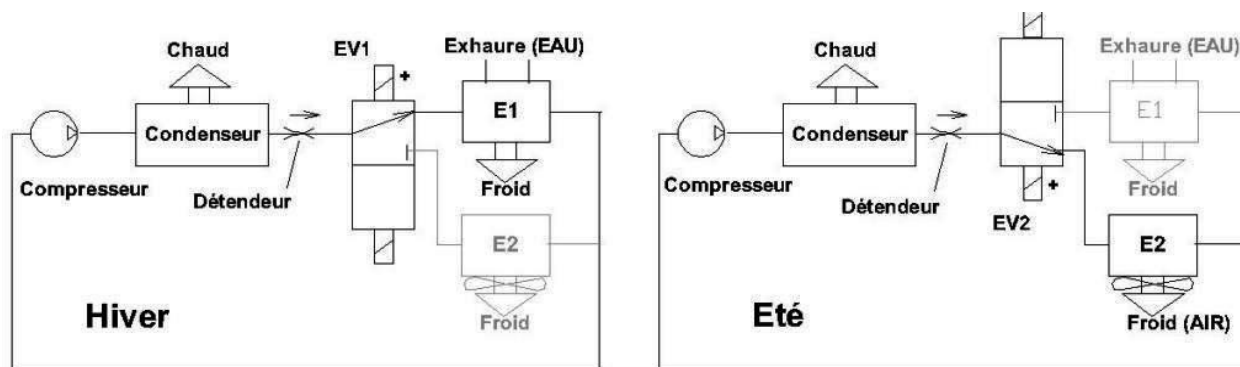 Chaud
EV1
Exhaure (EAU)
+
E1
Condenseur
Compresseur
Détendeur
Froid
E2
Froid
Hiver
Chaud
Exhaure (EAU)
E1
Condenseur
Compresseur
Détendeur
+
Froid
EV2
E2
Froid (AIR)
Eté